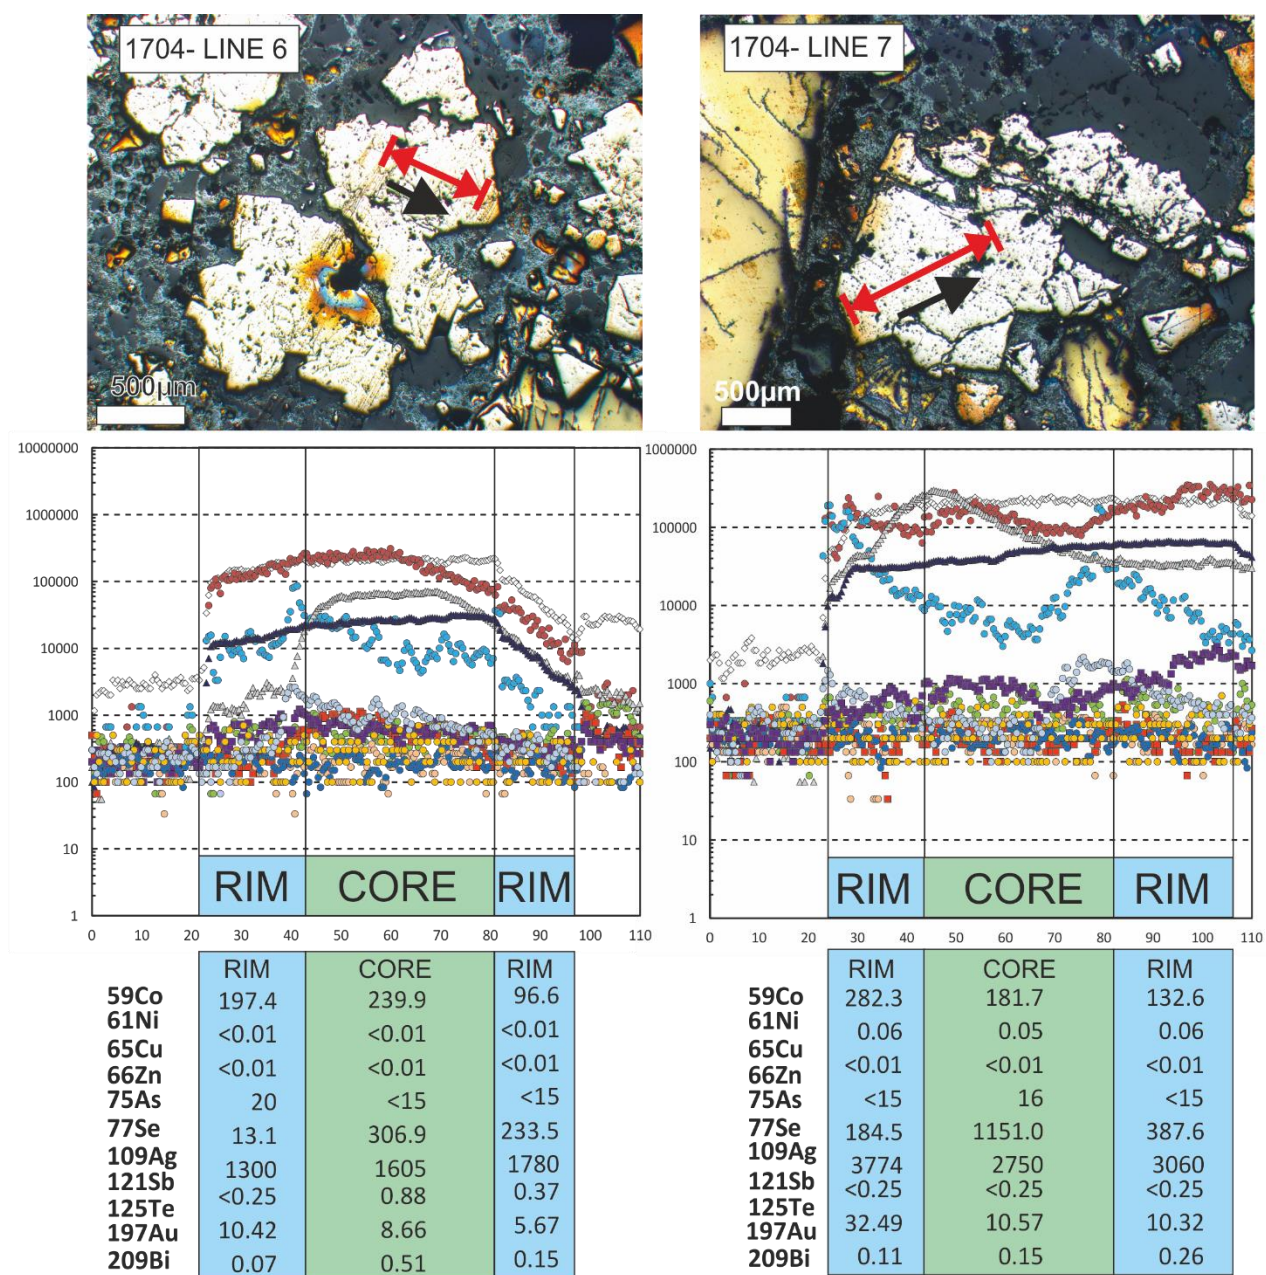 1704- LINE 6
500µm
1704- LINE 7
500µm
10000000
1000000
100000
10000
1000
100
10
1
RIM CORE RIM
0 10 20 30 40 50 60 70 80 90 100 110
1000000
100000
10000
1000
100
10
1
RIM CORE RIM
0 10 20 30 40 50 60 70 80 90 100 110
RIM CORE RIM
59Co 197.4 239.9 96.6
61Ni <0.01 <0.01 <0.01
65Cu <0.01 <0.01 <0.01
66Zn
75As 20 <15 <15
77Se 13.1 306.9 233.5
109Ag 1300 1605 1780
121Sb <0.25 0.88 0.37
125Te
197Au 10.42 8.66 5.67
209Bi 0.07 0.51 0.15
RIM CORE RIM
59Co 282.3 181.7 132.6
61Ni 0.06 0.05 0.06
65Cu <0.01 <0.01 <0.01
66Zn
75As <15 16 <15
77Se 184.5 1151.0 387.6
109Ag 3774 2750 3060
121Sb <0.25 <0.25 <0.25
125Te
197Au 32.49 10.57 10.32
209Bi 0.11 0.15 0.26